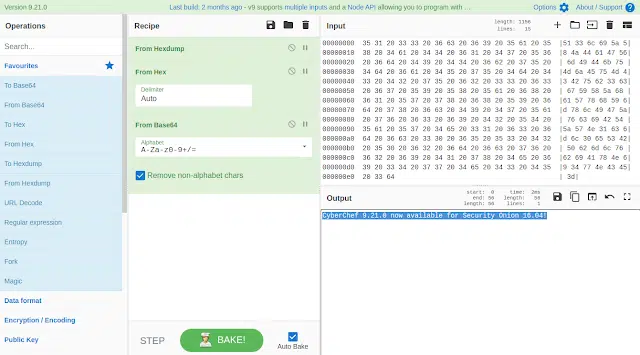 Version 9.21.0
Last build: 2 months ago - v9 supports multiple inputs and a Node API allowing you to program with …
Options
About / Support
Operations
Search...
Favourites
To Base64
From Base64
To Hex
From Hex
To Hexdump
From Hexdump
URL Decode
Regular expression
Entropy
Fork
Magic
Data format
Encryption / Encoding
Public Key
Recipe
From Hexdump
From Hex
Delimiter
Auto
From Base64
Alphabet
A-Za-z0-9+/=
Remove non-alphabet chars
STEP
BAKE!
Auto Bake
Input
length: 1156
lines: 15
00000000 35 31 20 33 33 20 36 63 20 36 39 20 35 61 20 35 |51 33 6c 69 5a 5|
00000010 38 20 34 61 20 34 34 20 36 31 20 34 37 20 35 36 |8 4a 44 61 47 56|
00000020 20 36 64 20 34 39 20 34 34 20 36 62 20 37 35 20 | 6d 49 44 6b 75 |
00000030 34 64 20 36 61 20 34 35 20 37 35 20 34 64 20 34 |4d 6a 45 75 4d 4|
00000040 33 20 34 32 20 37 35 20 36 32 20 33 33 20 36 33 |3 42 75 62 33 63|
00000050 20 36 37 20 35 39 20 35 38 20 35 61 20 36 38 20 | 67 59 58 5a 68 |
00000060 36 31 20 35 37 20 37 38 20 36 38 20 35 39 20 36 |61 57 78 68 59 6|
00000070 64 20 37 38 20 36 63 20 34 39 20 34 37 20 35 61 |d 78 6c 49 47 5a|
00000080 20 37 36 20 36 33 20 36 39 20 34 32 20 35 34 20 | 76 63 69 42 54 |
00000090 35 61 20 35 37 20 34 65 20 33 31 20 36 33 20 36 |5a 57 4e 31 63 6|
000000a0 64 20 36 63 20 33 30 20 36 35 20 35 33 20 34 32 |d 6c 30 65 53 42|
000000b0 20 35 30 20 36 32 20 36 64 20 36 63 20 37 36 20 | 50 62 6d 6c 76 |
000000c0 36 32 20 36 39 20 34 31 20 37 38 20 34 65 20 36 |62 69 41 78 4e 6|
000000d0 39 20 33 34 20 37 37 20 34 65 20 34 33 20 34 35 |9 34 77 4e 43 45|
000000e0 20 33 64 | 3d|
Output
start: 0
end: 56
length: 56
time: 2ms
length: 56
lines: 1
CyberChef 9.21.0 now available for Security Onion 16.04!